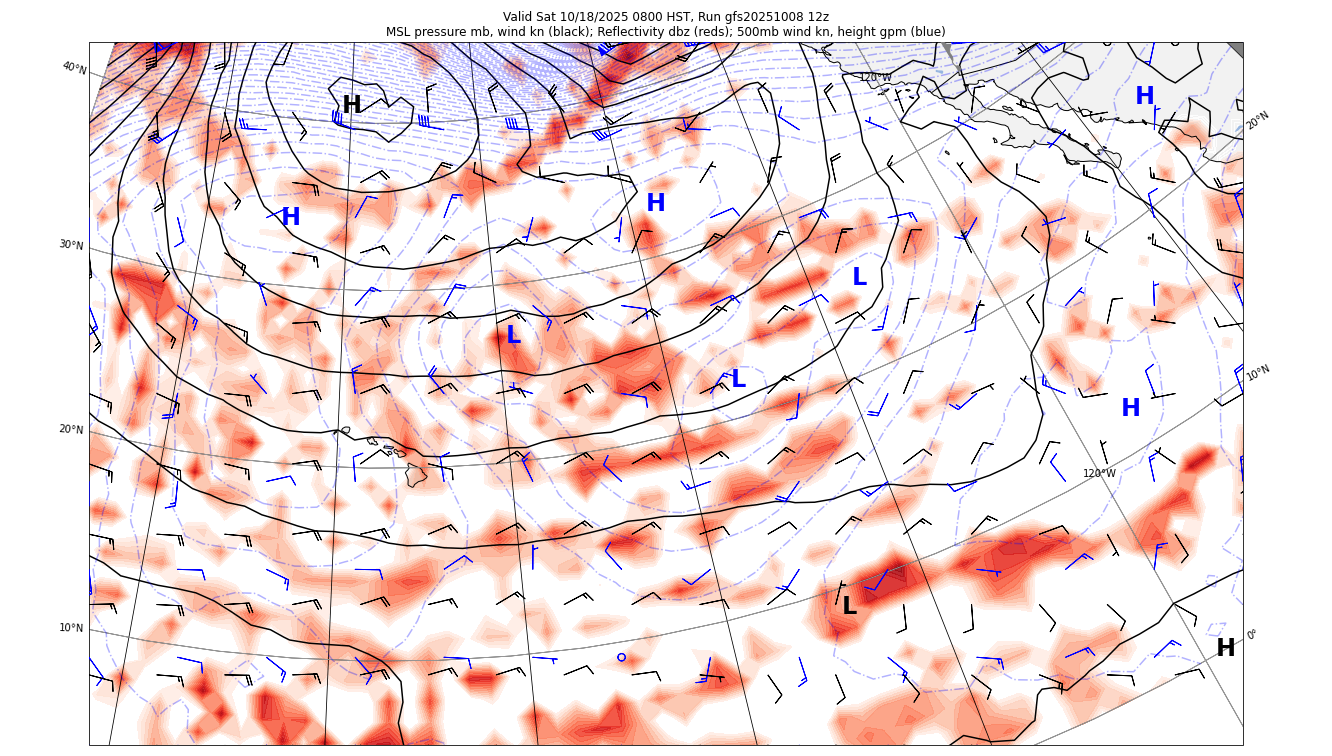 Valid Sat 10/18/2025 0800 HST, Run gfs20251008 12z
MSL pressure mb, wind kn (black); Reflectivity dbz (reds); 500mb wind kn, height gpm (blue)
40°N
120°W
H
H
20°N
H
H
30°N
L
L
L
10°N
H
20°N
120°W
L
10°N
0°
H